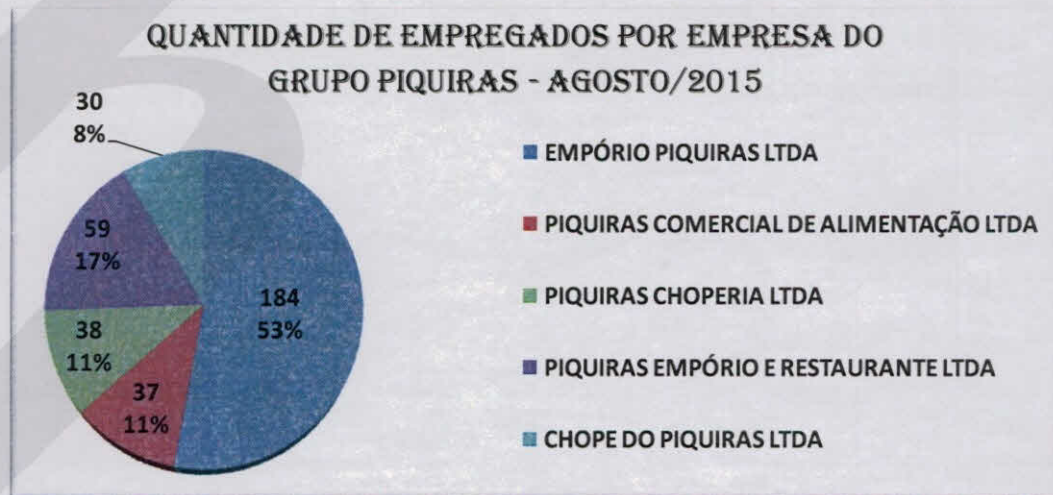 QUANTIDADE DE EMPREGADOS POR EMPRESA DO
GRUPO PIQUIRAS - AGOSTO/2015
30
8%
59
17%
184
53%
38
11%
37
11%
EMPÓRIO PIQUIRAS LTDA
PIQUIRAS COMERCIAL DE ALIMENTAÇÃO LTDA
PIQUIRAS CHOPERIA LTDA
PIQUIRAS EMPÓRIO E RESTAURANTE LTDA
CHOPE DO PIQUIRAS LTDA